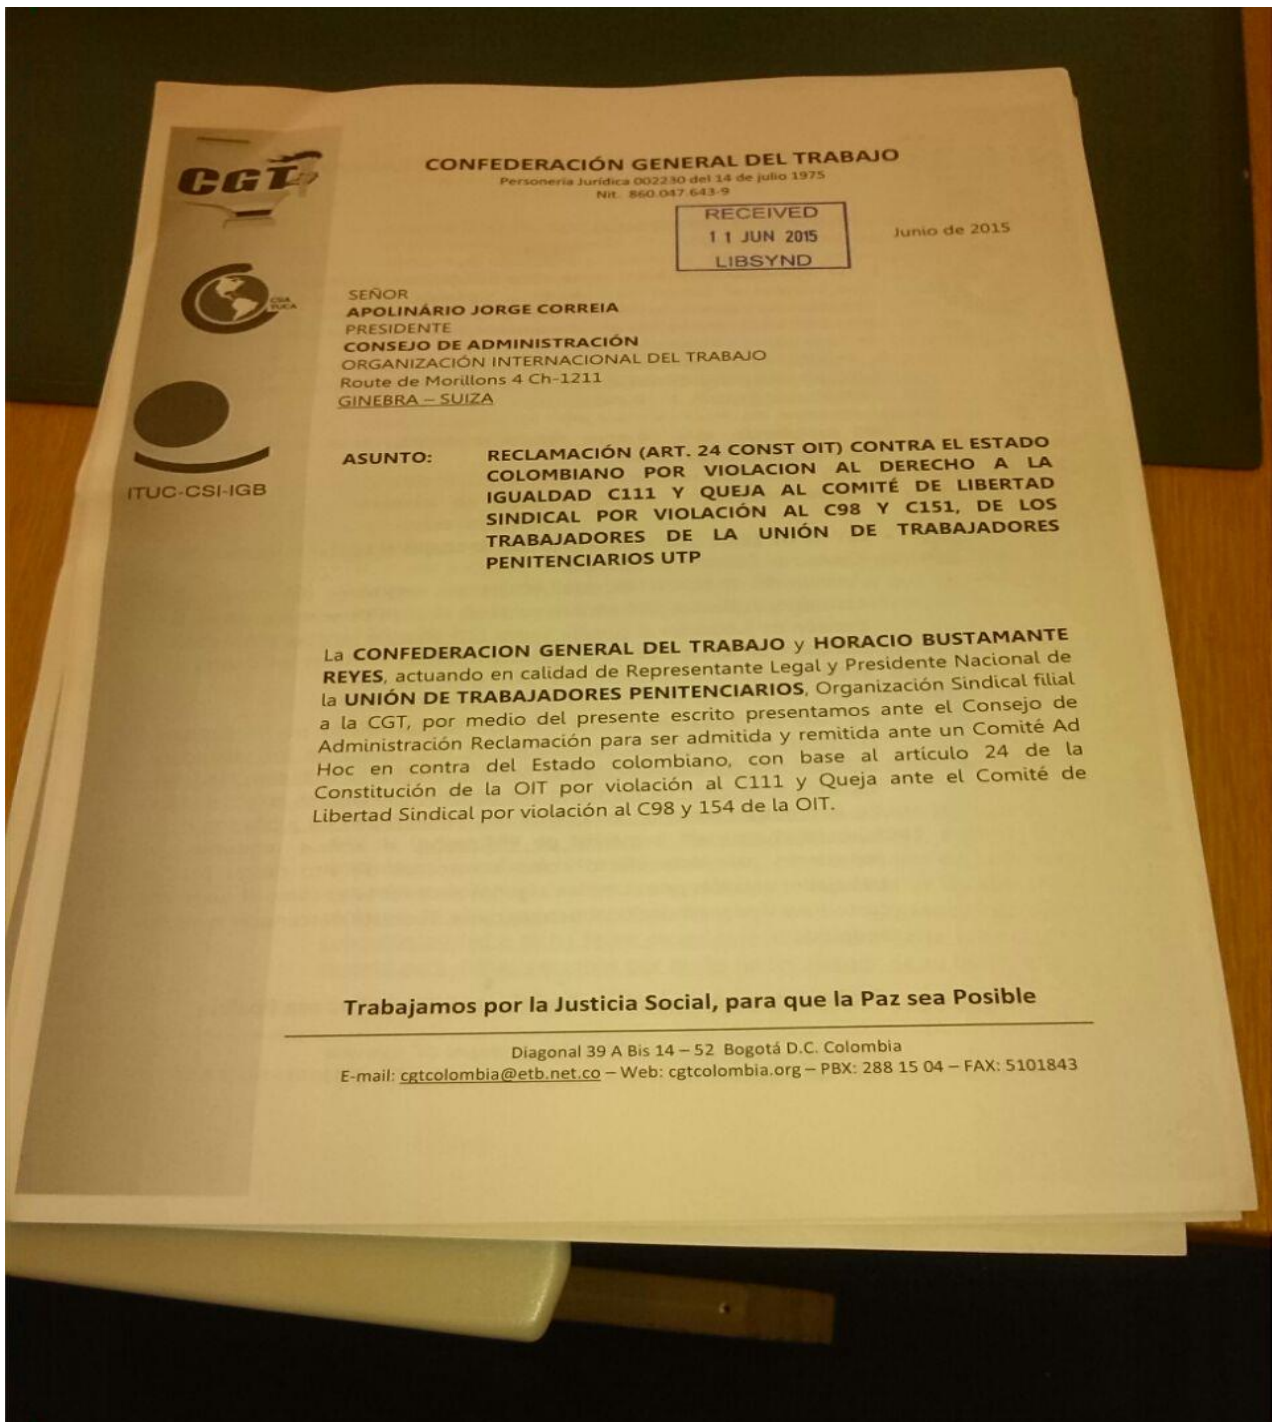 CGT
CONFEDERACIÓN GENERAL DEL TRABAJO
Personería Jurídica 002230 del 14 de julio 1975
Nit. 860.047.643-9
RECEIVED
11 JUN 2015
LIBSYND
Junio de 2015
CSA
TUCA
ITUC-CSI-IGB
SEÑOR
APOLINÁRIO JORGE CORREIA
PRESIDENTE
CONSEJO DE ADMINISTRACIÓN
ORGANIZACIÓN INTERNACIONAL DEL TRABAJO
Route de Morillons 4 Ch-1211
GINEBRA – SUIZA
ASUNTO: RECLAMACIÓN (ART. 24 CONST OIT) CONTRA EL ESTADO
COLOMBIANO POR VIOLACION AL DERECHO A LA
IGUALDAD C111 Y QUEJA AL COMITÉ DE LIBERTAD
SINDICAL POR VIOLACIÓN AL C98 Y C151, DE LOS
TRABAJADORES DE LA UNIÓN DE TRABAJADORES
PENITENCIARIOS UTP
La CONFEDERACION GENERAL DEL TRABAJO y HORACIO BUSTAMANTE
REYES, actuando en calidad de Representante Legal y Presidente Nacional de
la UNIÓN DE TRABAJADORES PENITENCIARIOS, Organización Sindical filial
a la CGT, por medio del presente escrito presentamos ante el Consejo de
Administración Reclamación para ser admitida y remitida ante un Comité Ad
Hoc en contra del Estado colombiano, con base al artículo 24 de la
Constitución de la OIT por violación al C111 y Queja ante el Comité de
Libertad Sindical por violación al C98 y 154 de la OIT.
Trabajamos por la Justicia Social, para que la Paz sea Posible
Diagonal 39 A Bis 14 – 52 Bogotá D.C. Colombia
E-mail: cgtcolombia@etb.net.co – Web: cgtcolombia.org – PBX: 288 15 04 – FAX: 5101843